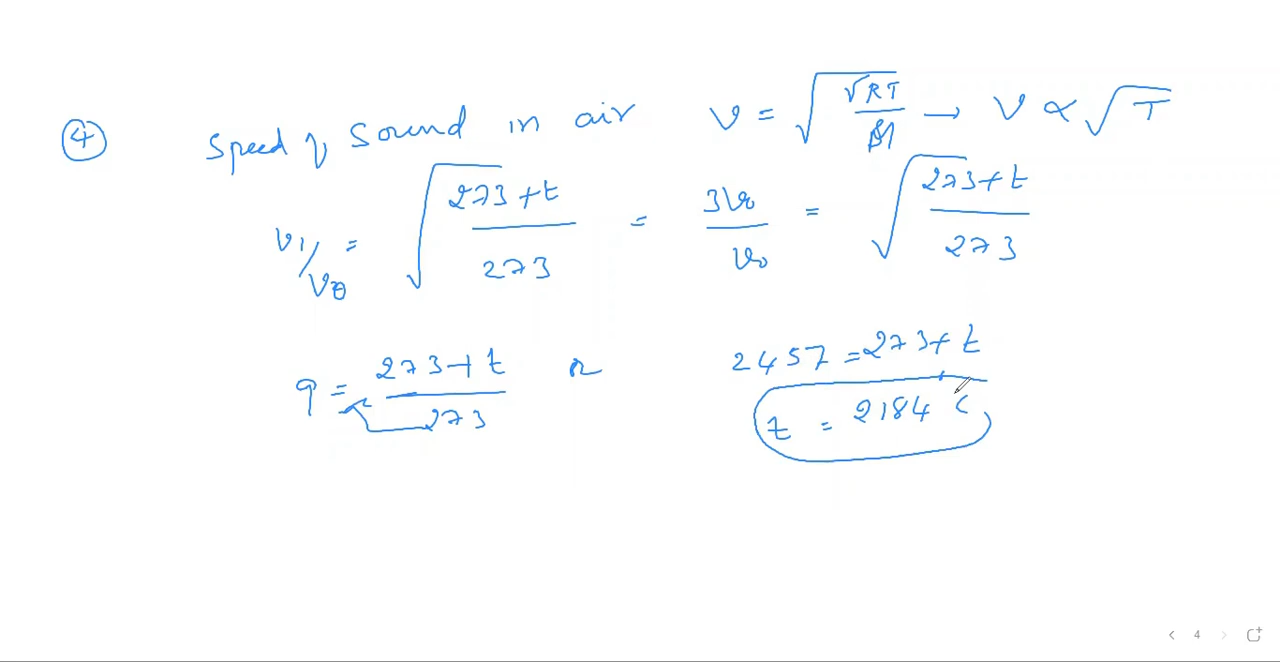 ④ Speed of Sound in air v = √(γRT/M) → v ∝ √T
v1/v0 = √((273+t)/273) = 3v0/v0 = √((273+t)/273)
9 = (273+t)/273 or 2457 = 273+t
t = 2184 °C
4